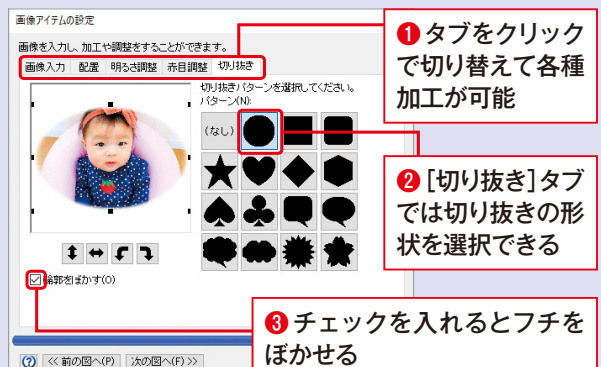 画像アイテムの設定
画像を入力し、加工や調整をすることができます。
画像入力 配置 明るさ調整 赤目調整 切り抜き
切り抜きパターンを選択してください。
パターン(N):
(なし)
輪郭をぼかす(O)
<< 前の図へ(P) 次の図へ(F) >>
❶ タブをクリック
で切り替えて各種
加工が可能
❷ [切り抜き]タブ
では切り抜きの形
状を選択できる
❸ チェックを入れるとフチを
ぼかせる